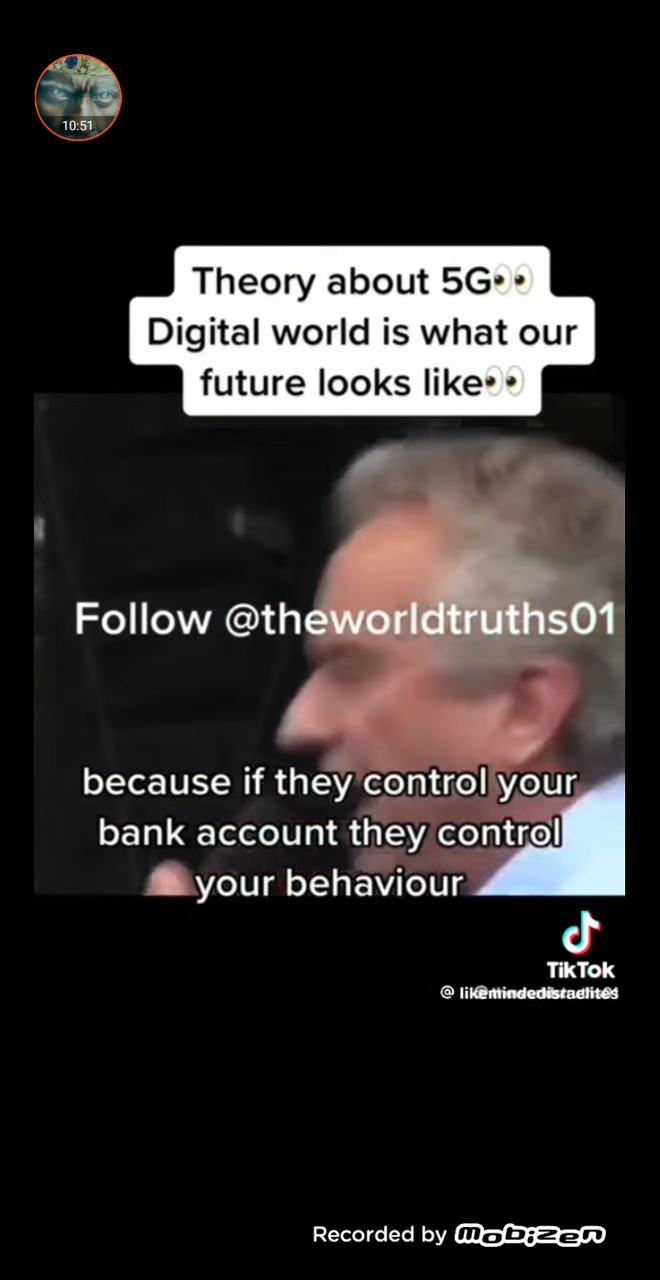 10:51
Theory about 5G👀
Digital world is what our
future looks like👀
Follow @theworldtruths01
because if they control your
bank account they control
your behaviour
TikTok
@ likemindedisraelites
Recorded by mobizen